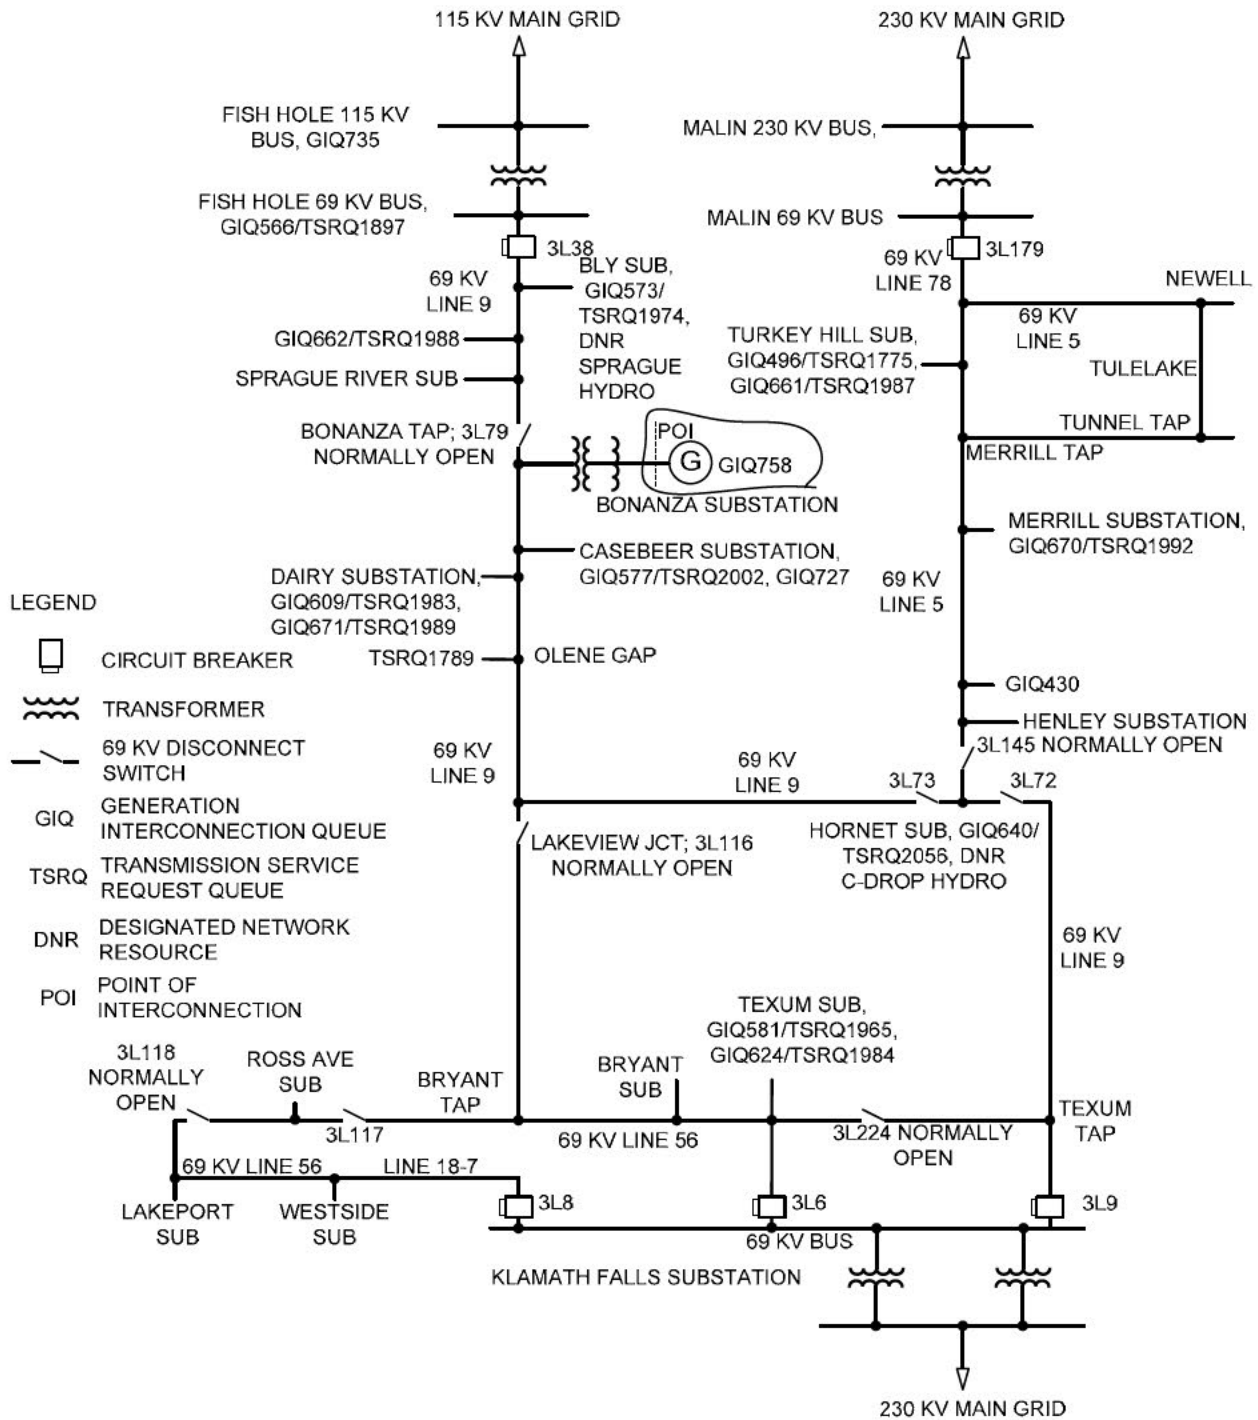 115 KV MAIN GRID
230 KV MAIN GRID
FISH HOLE 115 KV
BUS, GIQ735
MALIN 230 KV BUS,
FISH HOLE 69 KV BUS,
GIQ566/TSRQ1897
MALIN 69 KV BUS
3L38
3L179
69 KV
LINE 9
BLY SUB,
GIQ573/
TSRQ1974,
DNR
SPRAGUE
HYDRO
69 KV
LINE 78
NEWELL
69 KV
LINE 5
TULELAKE
GIQ662/TSRQ1988
SPRAGUE RIVER SUB
TURKEY HILL SUB,
GIQ496/TSRQ1775,
GIQ661/TSRQ1987
BONANZA TAP; 3L79
NORMALLY OPEN
POI
G
GIQ758
BONANZA SUBSTATION
TUNNEL TAP
MERRILL TAP
MERRILL SUBSTATION,
GIQ670/TSRQ1992
CASEBEER SUBSTATION,
GIQ577/TSRQ2002, GIQ727
DAIRY SUBSTATION,
GIQ609/TSRQ1983,
GIQ671/TSRQ1989
69 KV
LINE 5
TSRQ1789
OLENE GAP
GIQ430
HENLEY SUBSTATION
3L145 NORMALLY OPEN
LEGEND
CIRCUIT BREAKER
TRANSFORMER
69 KV DISCONNECT
SWITCH
GIQ
GENERATION
INTERCONNECTION QUEUE
TSRQ
TRANSMISSION SERVICE
REQUEST QUEUE
DNR
DESIGNATED NETWORK
RESOURCE
POI
POINT OF
INTERCONNECTION
69 KV
LINE 9
69 KV
LINE 9
3L73
3L72
LAKEVIEW JCT; 3L116
NORMALLY OPEN
HORNET SUB, GIQ640/
TSRQ2056, DNR
C-DROP HYDRO
69 KV
LINE 9
TEXUM SUB,
GIQ581/TSRQ1965,
GIQ624/TSRQ1984
3L118
NORMALLY
OPEN
ROSS AVE
SUB
3L117
BRYANT
TAP
BRYANT
SUB
69 KV LINE 56
3L224 NORMALLY
OPEN
TEXUM
TAP
69 KV LINE 56
LINE 18-7
LAKEPORT
SUB
WESTSIDE
SUB
3L8
3L6
3L9
69 KV BUS
KLAMATH FALLS SUBSTATION
230 KV MAIN GRID